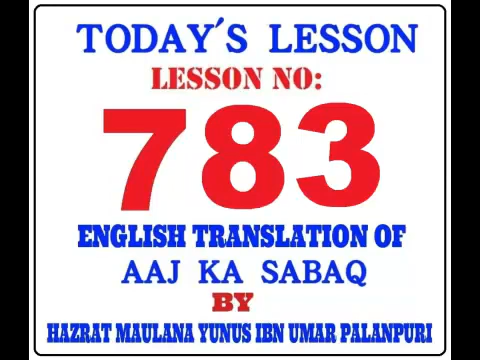 TODAY'S LESSON
LESSON NO:
783
ENGLISH TRANSLATION OF
AAJ KA SABAQ
BY
HAZRAT MAULANA YUNUS IBN UMAR PALANPURI